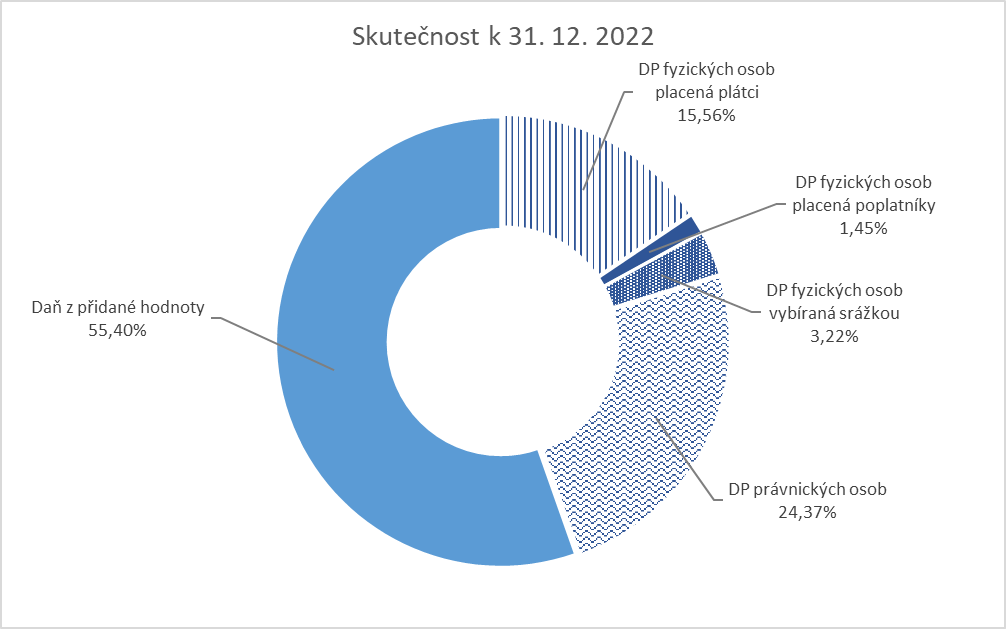 Skutečnost k 31. 12. 2022
DP fyzických osob
placená plátci
15,56%
DP fyzických osob
placená poplatníky
1,45%
DP fyzických osob
vybíraná srážkou
3,22%
DP právnických osob
24,37%
Daň z přidané hodnoty
55,40%